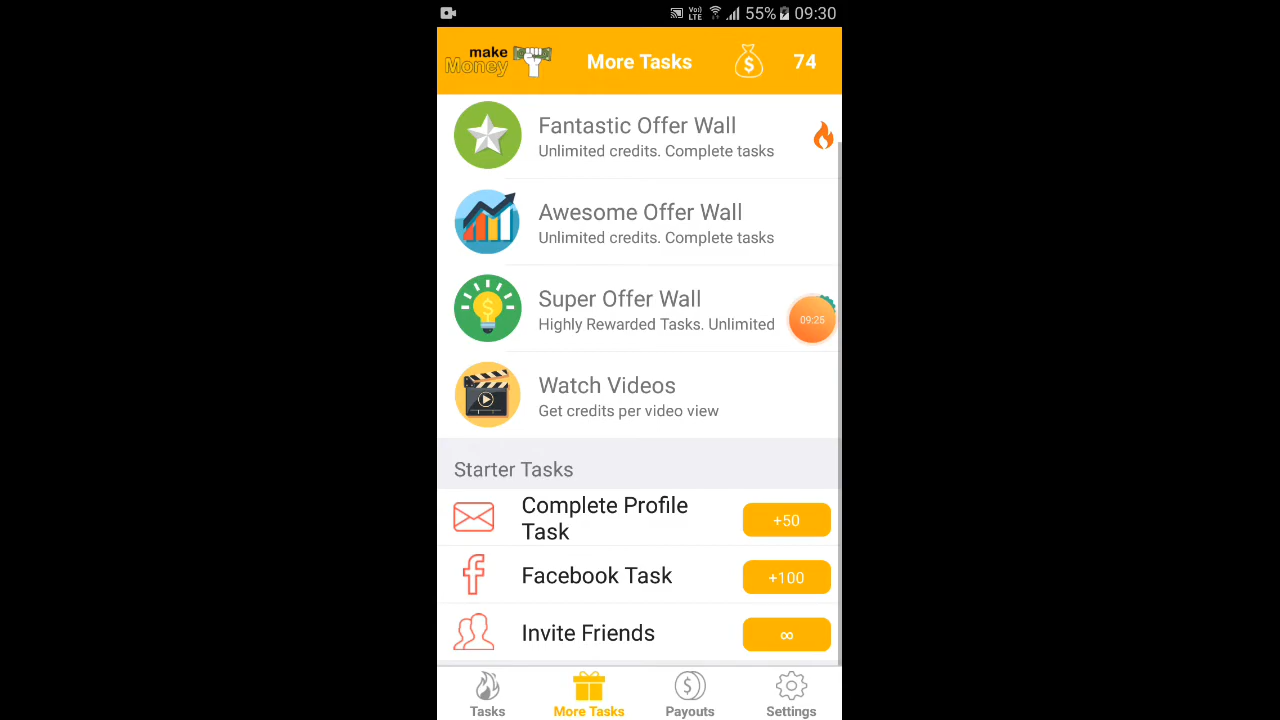 Vo)) LTE 55% 09:30
make Money More Tasks $ 74
Fantastic Offer Wall
Unlimited credits. Complete tasks
Awesome Offer Wall
Unlimited credits. Complete tasks
Super Offer Wall
Highly Rewarded Tasks. Unlimited
09:25
Watch Videos
Get credits per video view
Starter Tasks
Complete Profile
Task
+50
Facebook Task +100
Invite Friends ∞
Tasks More Tasks Payouts Settings